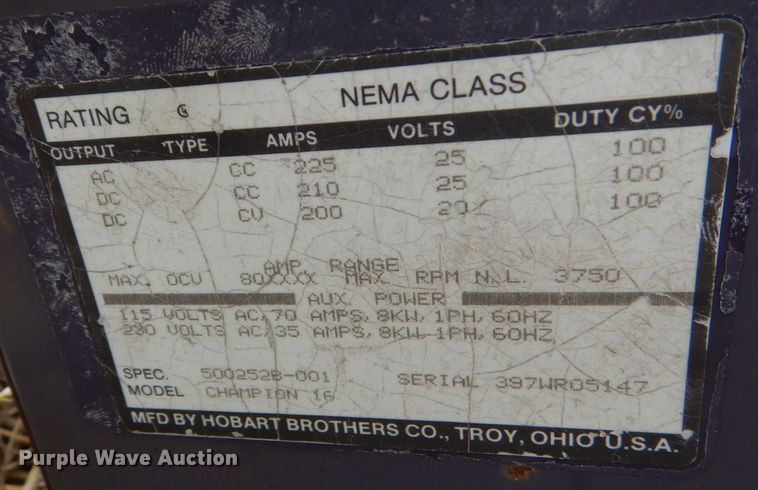 RATING NEMA CLASS
OUTPUT TYPE AMPS VOLTS DUTY CY%
AC CC 225 25 100
DC CC 210 25 100
DC CV 200 100
AMP. RANGE
MAX. OCV 80XXXX MAX. RPM N.L. 3750
AUX. POWER
115 VOLTS AC, 70 AMPS, 8KW, 1PH, 60HZ
230 VOLTS AC, 35 AMPS, 8KW, 1PH, 60HZ
SPEC. 500252B-001 SERIAL 397WR05147
MODEL CHAMPION 16
MFD BY HOBART BROTHERS CO., TROY, OHIO U.S.A.
Purple Wave Auction